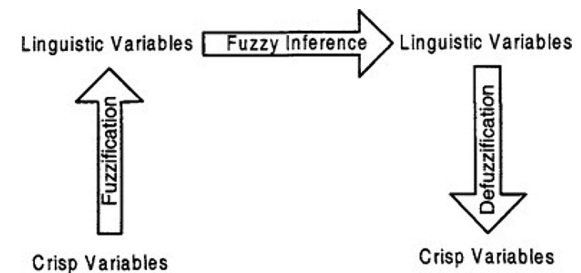 Linguistic Variables
Fuzzy Inference
Linguistic Variables
Fuzzification
Defuzzification
Crisp Variables
Crisp Variables